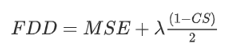 FDD = MSE + λ(1−CS)/2